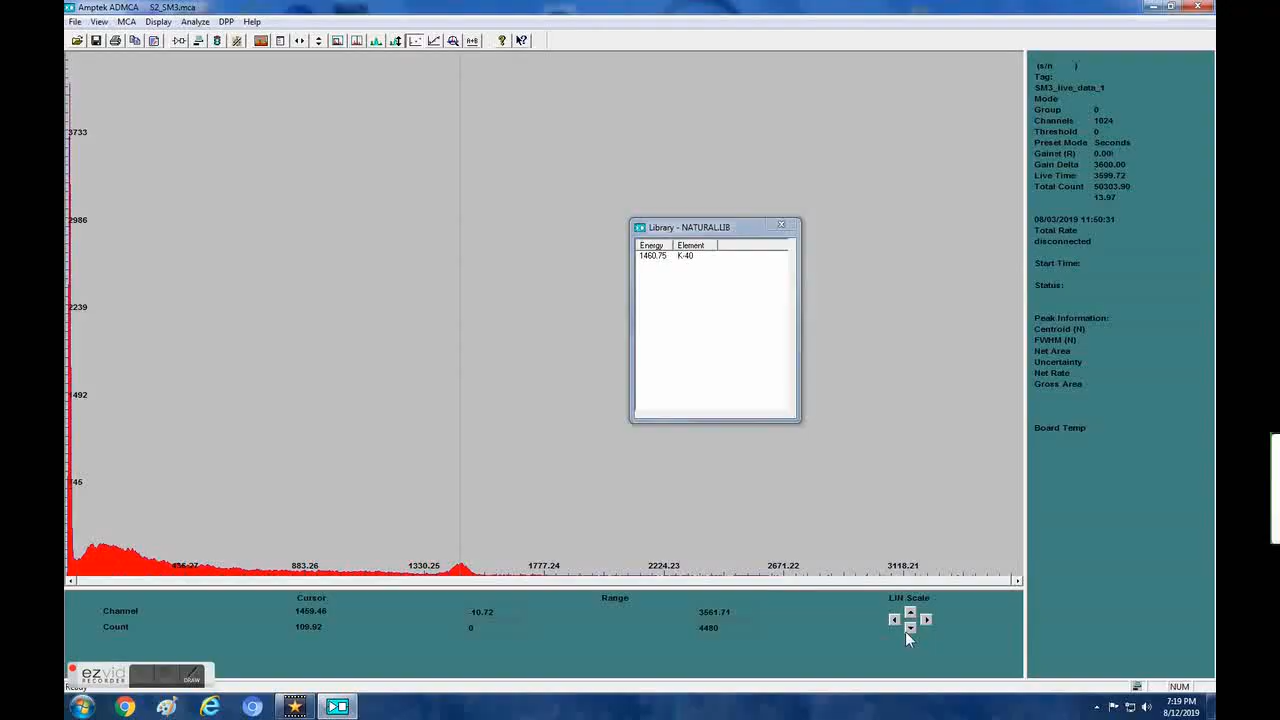 Amptek ADMCA S2_SM3.mca
File View MCA Display Analyze DPP Help
(s/n )
Tag:
SM3_live_data_1
Mode
Group 0
Channels 1024
Threshold 0
Preset Mode Seconds
Gainet (R) 0.00
Gain Delta 3600.00
Live Time: 3599.72
Total Count 50303.90
13.97
08/03/2019 11:50:31
Total Rate
disconnected
Start Time:
Status:
Peak Information:
Centroid (N)
FWHM (N)
Net Area
Uncertainty
Net Rate
Gross Area
Board Temp
3733
2986
2239
1492
Library - NATURAL.LIB
Energy Element
1460.75 K-40
883.26 1330.25 1777.24 2224.23 2671.22 3118.21
Cursor Range LIN Scale
Channel 1459.46 -10.72 3561.71
Count 109.92 0 4480
ezvid
RECORDER
DRAW
NUM
7:19 PM
8/12/2019